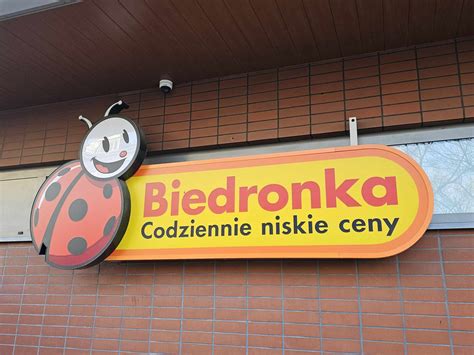 Biedronka
Codziennie niskie ceny